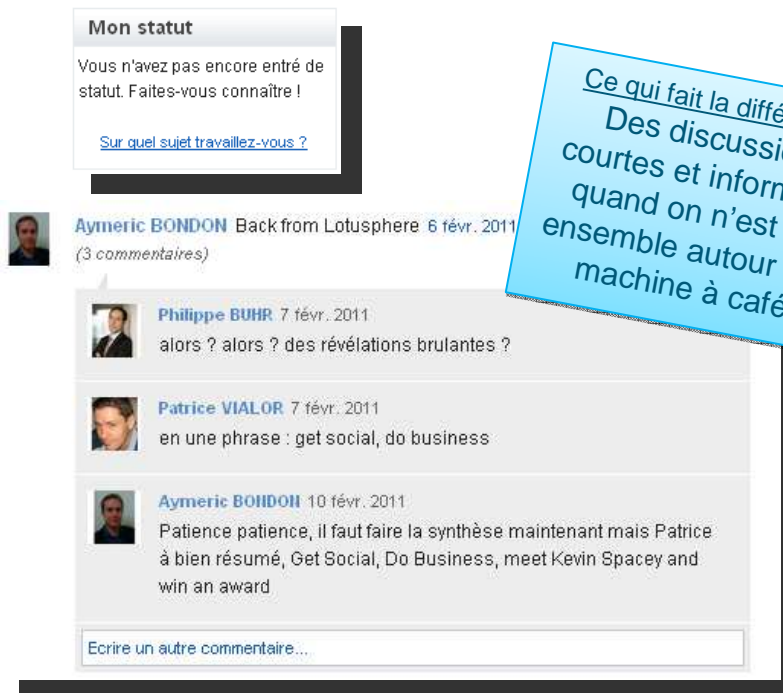 Mon statut
Vous n'avez pas encore entré de
statut. Faites-vous connaître !
Sur quel sujet travaillez-vous ?
Ce qui fait la
Des
courtes et
quand on n'est
ensemble autour
machine à café
Aymeric BONDON Back from Lotusphere 6 févr. 2011
(3 commentaires)
Philippe BUHR 7 févr. 2011
alors ? alors ? des révélations brulantes ?
Patrice VIALOR 7 févr. 2011
en une phrase : get social, do business
Aymeric BONDON 10 févr. 2011
Patience patience, il faut faire la synthèse maintenant mais Patrice
à bien résumé, Get Social, Do Business, meet Kevin Spacey and
win an award
Ecrire un autre commentaire...